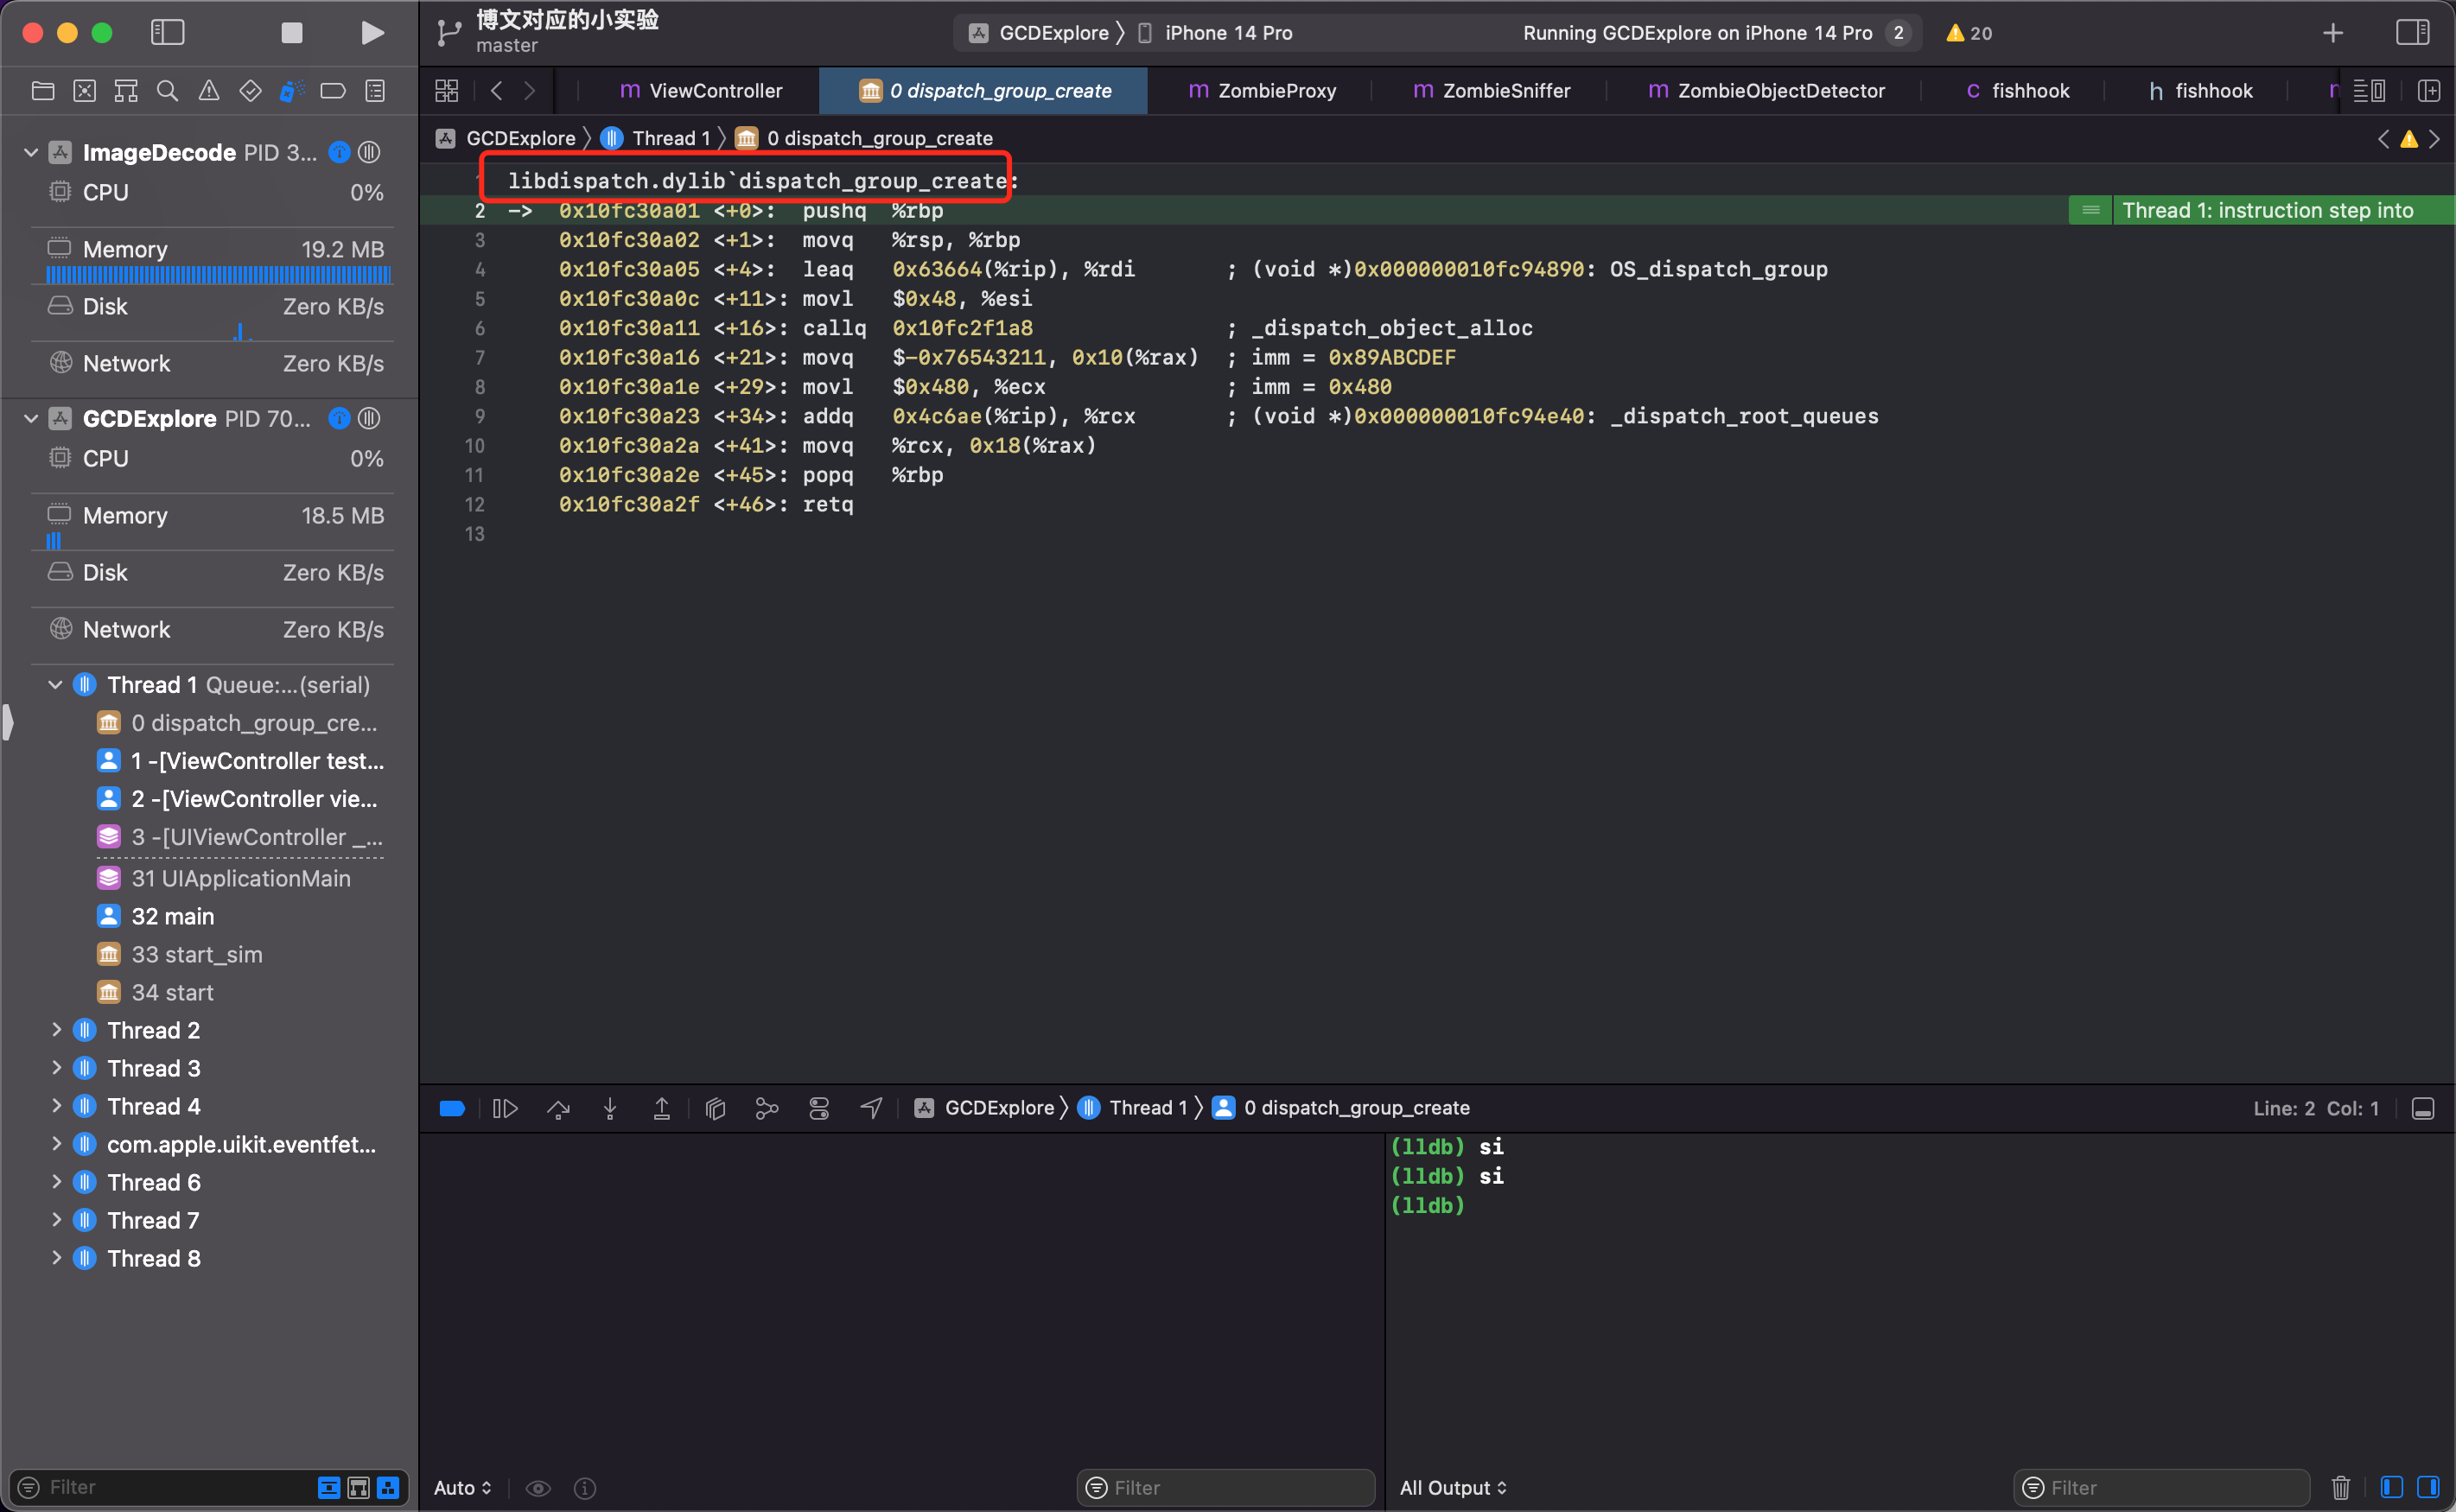 博文对应的小实验
master
GCDExplore
iPhone 14 Pro
Running GCDExplore on iPhone 14 Pro 2
20
m ViewController
0 dispatch_group_create
m ZombieProxy
m ZombieSniffer
m ZombieObjectDetector
c fishhook
h fishhook
GCDExplore
Thread 1
0 dispatch_group_create
ImageDecode PID 3...
CPU 0%
Memory 19.2 MB
Disk Zero KB/s
Network Zero KB/s
GCDExplore PID 70...
CPU 0%
Memory 18.5 MB
Disk Zero KB/s
Network Zero KB/s
Thread 1 Queue:...(serial)
0 dispatch_group_cre...
1 -[ViewController test...
2 -[ViewController vie...
3 -[UIViewController _...
31 UIApplicationMain
32 main
33 start_sim
34 start
Thread 2
Thread 3
Thread 4
com.apple.uikit.eventfet...
Thread 6
Thread 7
Thread 8
Filter
libdispatch.dylib`dispatch_group_create:
2 -> 0x10fc30a01 <+0>: pushq %rbp
Thread 1: instruction step into
3 0x10fc30a02 <+1>: movq %rsp, %rbp
4 0x10fc30a05 <+4>: leaq 0x63664(%rip), %rdi ; (void *)0x000000010fc94890: OS_dispatch_group
5 0x10fc30a0c <+11>: movl $0x48, %esi
6 0x10fc30a11 <+16>: callq 0x10fc2f1a8 ; _dispatch_object_alloc
7 0x10fc30a16 <+21>: movq $-0x76543211, 0x10(%rax) ; imm = 0x89ABCDEF
8 0x10fc30a1e <+29>: movl $0x480, %ecx ; imm = 0x480
9 0x10fc30a23 <+34>: addq 0x4c6ae(%rip), %rcx ; (void *)0x000000010fc94e40: _dispatch_root_queues
10 0x10fc30a2a <+41>: movq %rcx, 0x18(%rax)
11 0x10fc30a2e <+45>: popq %rbp
12 0x10fc30a2f <+46>: retq
13
GCDExplore
Thread 1
0 dispatch_group_create
Line: 2 Col: 1
(lldb) si
(lldb) si
(lldb)
Auto
Filter
All Output
Filter